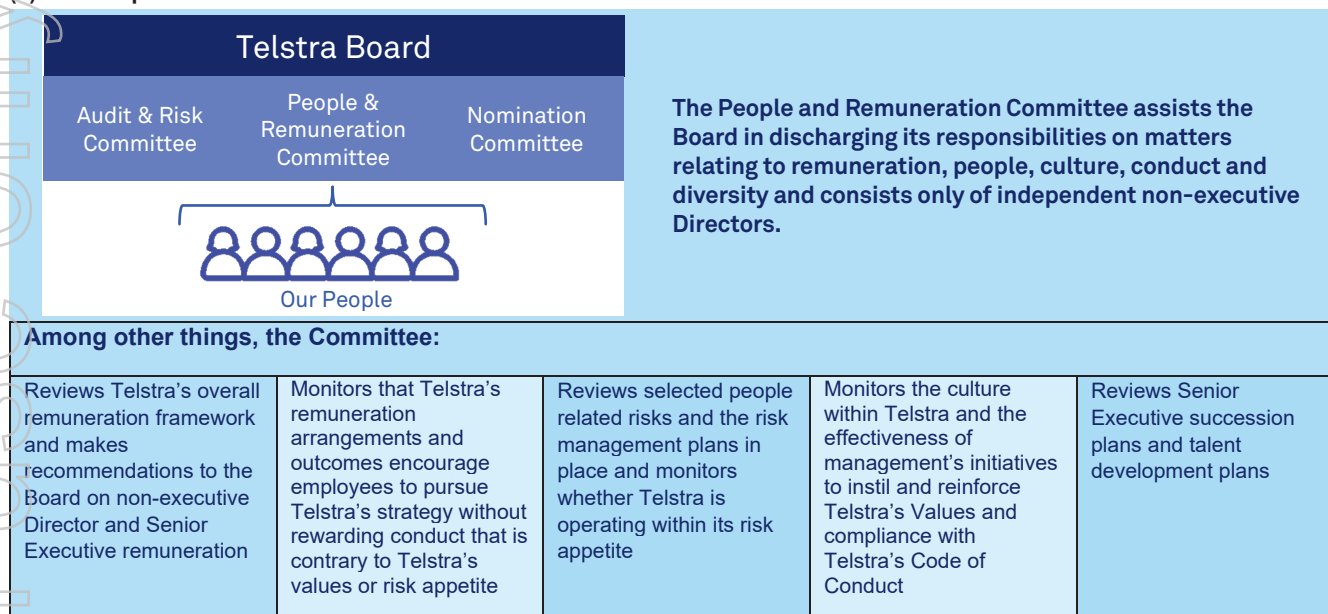 Telstra Board
Audit & Risk
Committee
People &
Remuneration
Committee
Nomination
Committee
Our People
The People and Remuneration Committee assists the
Board in discharging its responsibilities on matters
relating to remuneration, people, culture, conduct and
diversity and consists only of independent non-executive
Directors.
Among other things, the Committee:
Reviews Telstra’s overall
remuneration framework
and makes
recommendations to the
Board on non-executive
Director and Senior
Executive remuneration
Monitors that Telstra’s
remuneration
arrangements and
outcomes encourage
employees to pursue
Telstra’s strategy without
rewarding conduct that is
contrary to Telstra’s
values or risk appetite
Reviews selected people
related risks and the risk
management plans in
place and monitors
whether Telstra is
operating within its risk
appetite
Monitors the culture
within Telstra and the
effectiveness of
management’s initiatives
to instil and reinforce
Telstra’s Values and
compliance with
Telstra’s Code of
Conduct
Reviews Senior
Executive succession
plans and talent
development plans